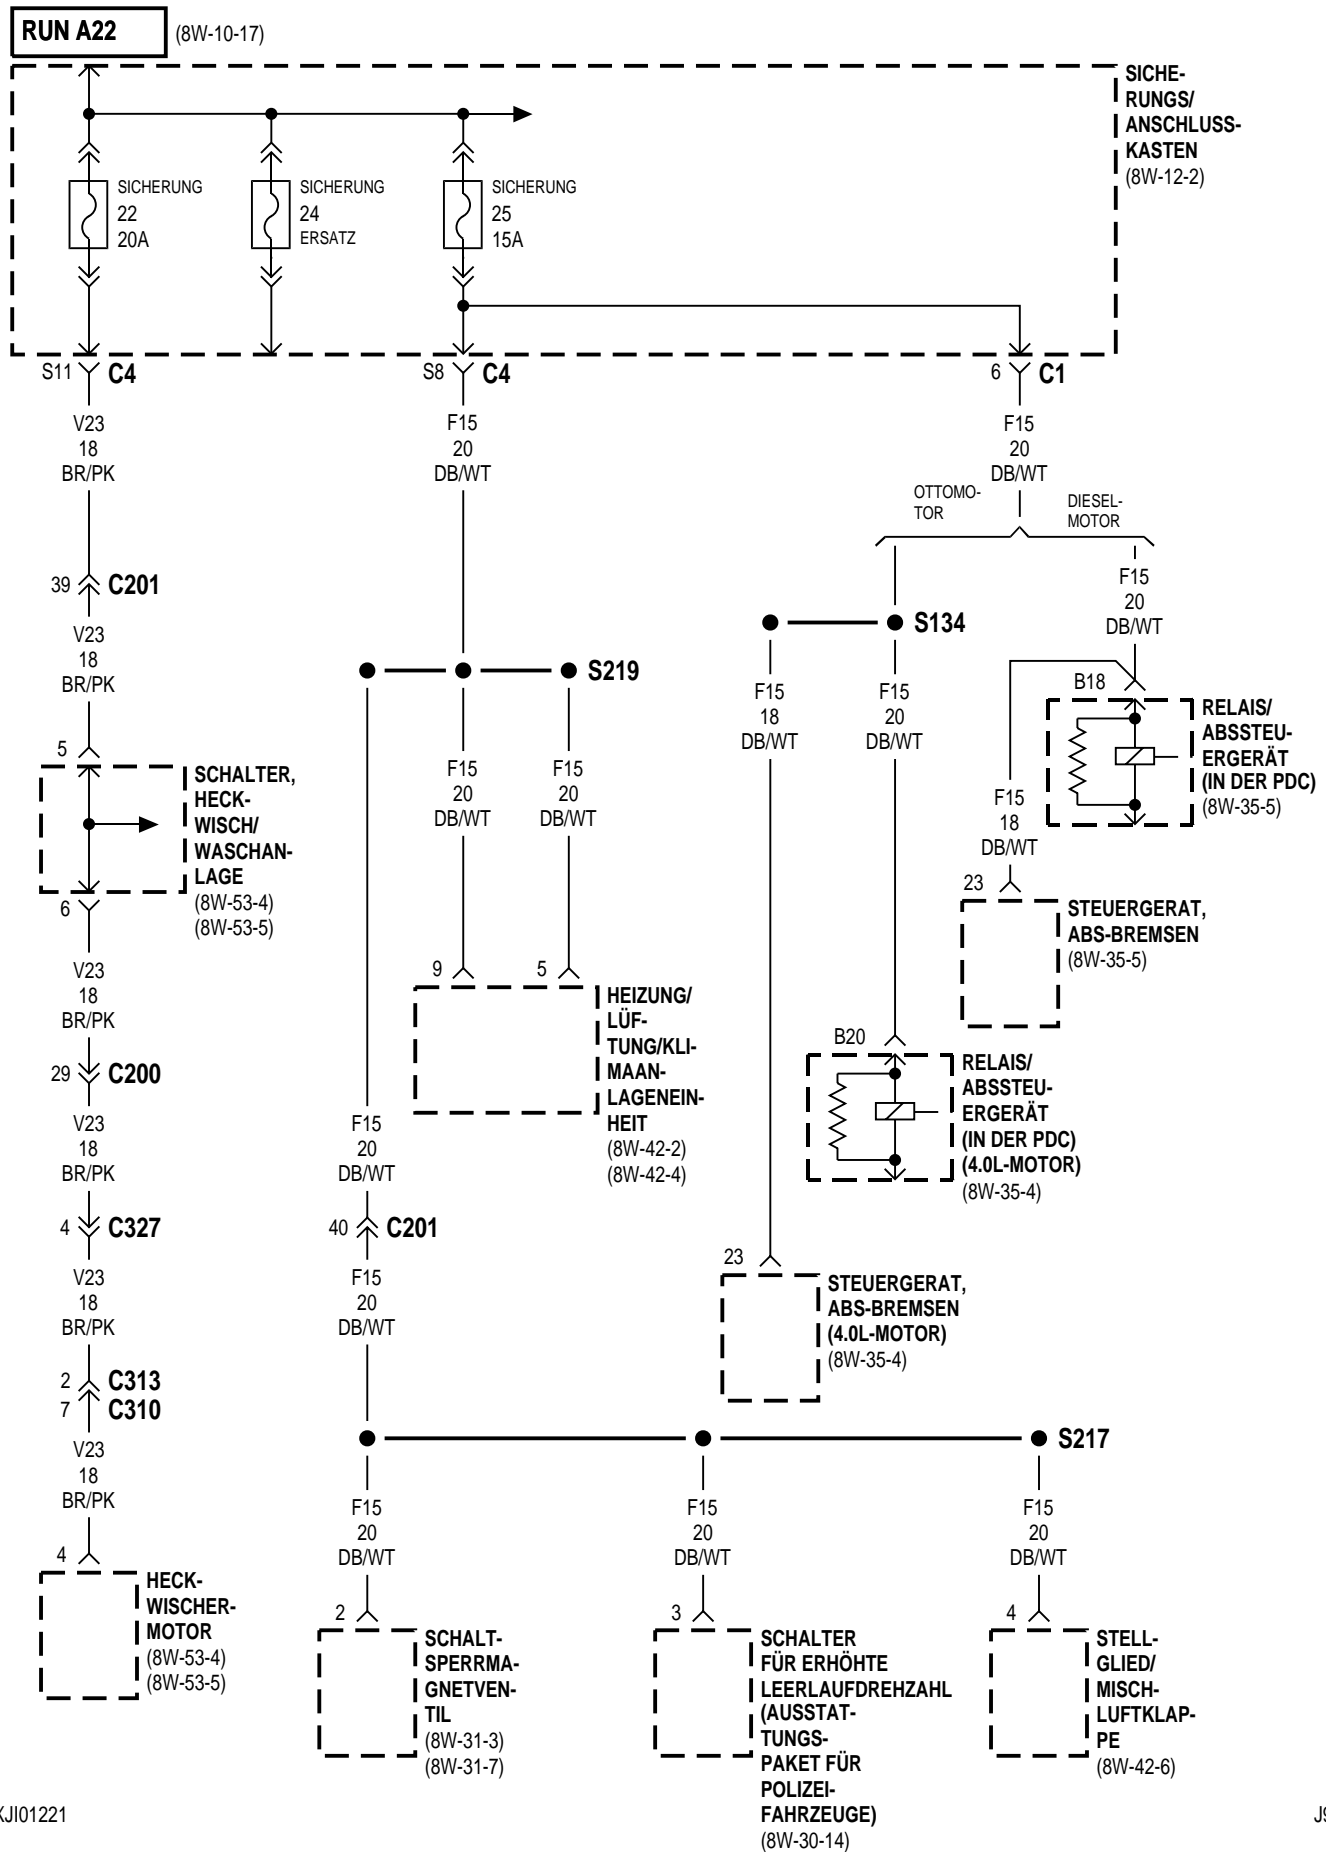 RUN A22
(8W-10-17)
SICHE-
RUNGS/
ANSCHLUSS-
KASTEN
(8W-12-2)
SICHERUNG
22
20A
SICHERUNG
24
ERSATZ
SICHERUNG
25
15A
S11
C4
S8
C4
6
C1
V23
18
BR/PK
F15
20
DB/WT
F15
20
DB/WT
OTTOMO-
TOR
DIESEL-
MOTOR
39
C201
F15
20
DB/WT
V23
18
BR/PK
S134
S219
F15
18
DB/WT
F15
20
DB/WT
B18
RELAIS/
ABSSTEU-
ERGERÄT
(IN DER PDC)
(8W-35-5)
5
SCHALTER,
HECK-
WISCH/
WASCHAN-
LAGE
(8W-53-4)
(8W-53-5)
F15
20
DB/WT
F15
20
DB/WT
F15
18
DB/WT
23
STEUERGERAT,
ABS-BREMSEN
(8W-35-5)
6
V23
18
BR/PK
9
5
HEIZUNG/
LÜF-
TUNG/KLI-
MAAN-
LAGENEIN-
HEIT
(8W-42-2)
(8W-42-4)
B20
RELAIS/
ABSSTEU-
ERGERÄT
(IN DER PDC)
(4.0L-MOTOR)
(8W-35-4)
29
C200
V23
18
BR/PK
F15
20
DB/WT
4
C327
40
C201
23
STEUERGERAT,
ABS-BREMSEN
(4.0L-MOTOR)
(8W-35-4)
V23
18
BR/PK
F15
20
DB/WT
2
C313
7
C310
S217
V23
18
BR/PK
F15
20
DB/WT
F15
20
DB/WT
F15
20
DB/WT
4
HECK-
WISCHER-
MOTOR
(8W-53-4)
(8W-53-5)
2
SCHALT-
SPERRMA-
GNETVEN-
TIL
(8W-31-3)
(8W-31-7)
3
SCHALTER
FÜR ERHÖHTE
LEERLAUFDREHZAHL
(AUSSTAT-
TUNGS-
PAKET FÜR
POLIZEI-
FAHRZEUGE)
(8W-30-14)
4
STELL-
GLIED/
MISCH-
LUFTKLAP-
PE
(8W-42-6)
XJI01221
J9